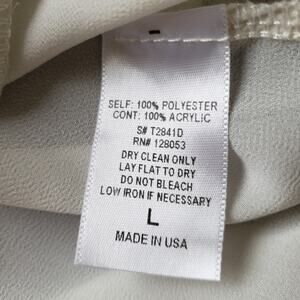 SELF: 100% POLYESTER
CONT: 100% ACRYLIC
S# T2841D
RN# 128053
DRY CLEAN ONLY
LAY FLAT TO DRY
DO NOT BLEACH
LOW IRON IF NECESSARY
L
MADE IN USA